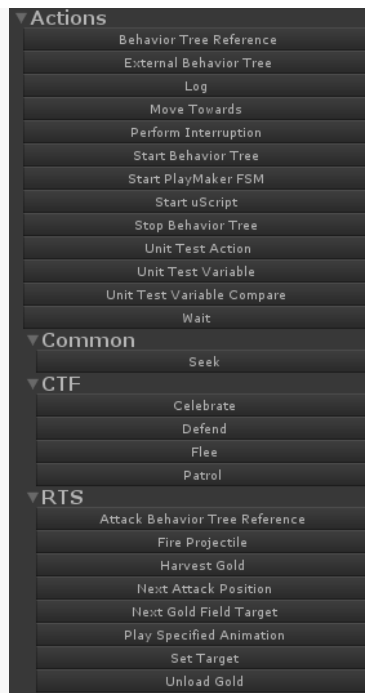 Actions
Behavior Tree Reference
External Behavior Tree
Log
Move Towards
Perform Interruption
Start Behavior Tree
Start PlayMaker FSM
Start uScript
Stop Behavior Tree
Unit Test Action
Unit Test Variable
Unit Test Variable Compare
Wait
Common
Seek
CTF
Celebrate
Defend
Flee
Patrol
RTS
Attack Behavior Tree Reference
Fire Projectile
Harvest Gold
Next Attack Position
Next Gold Field Target
Play Specified Animation
Set Target
Unload Gold